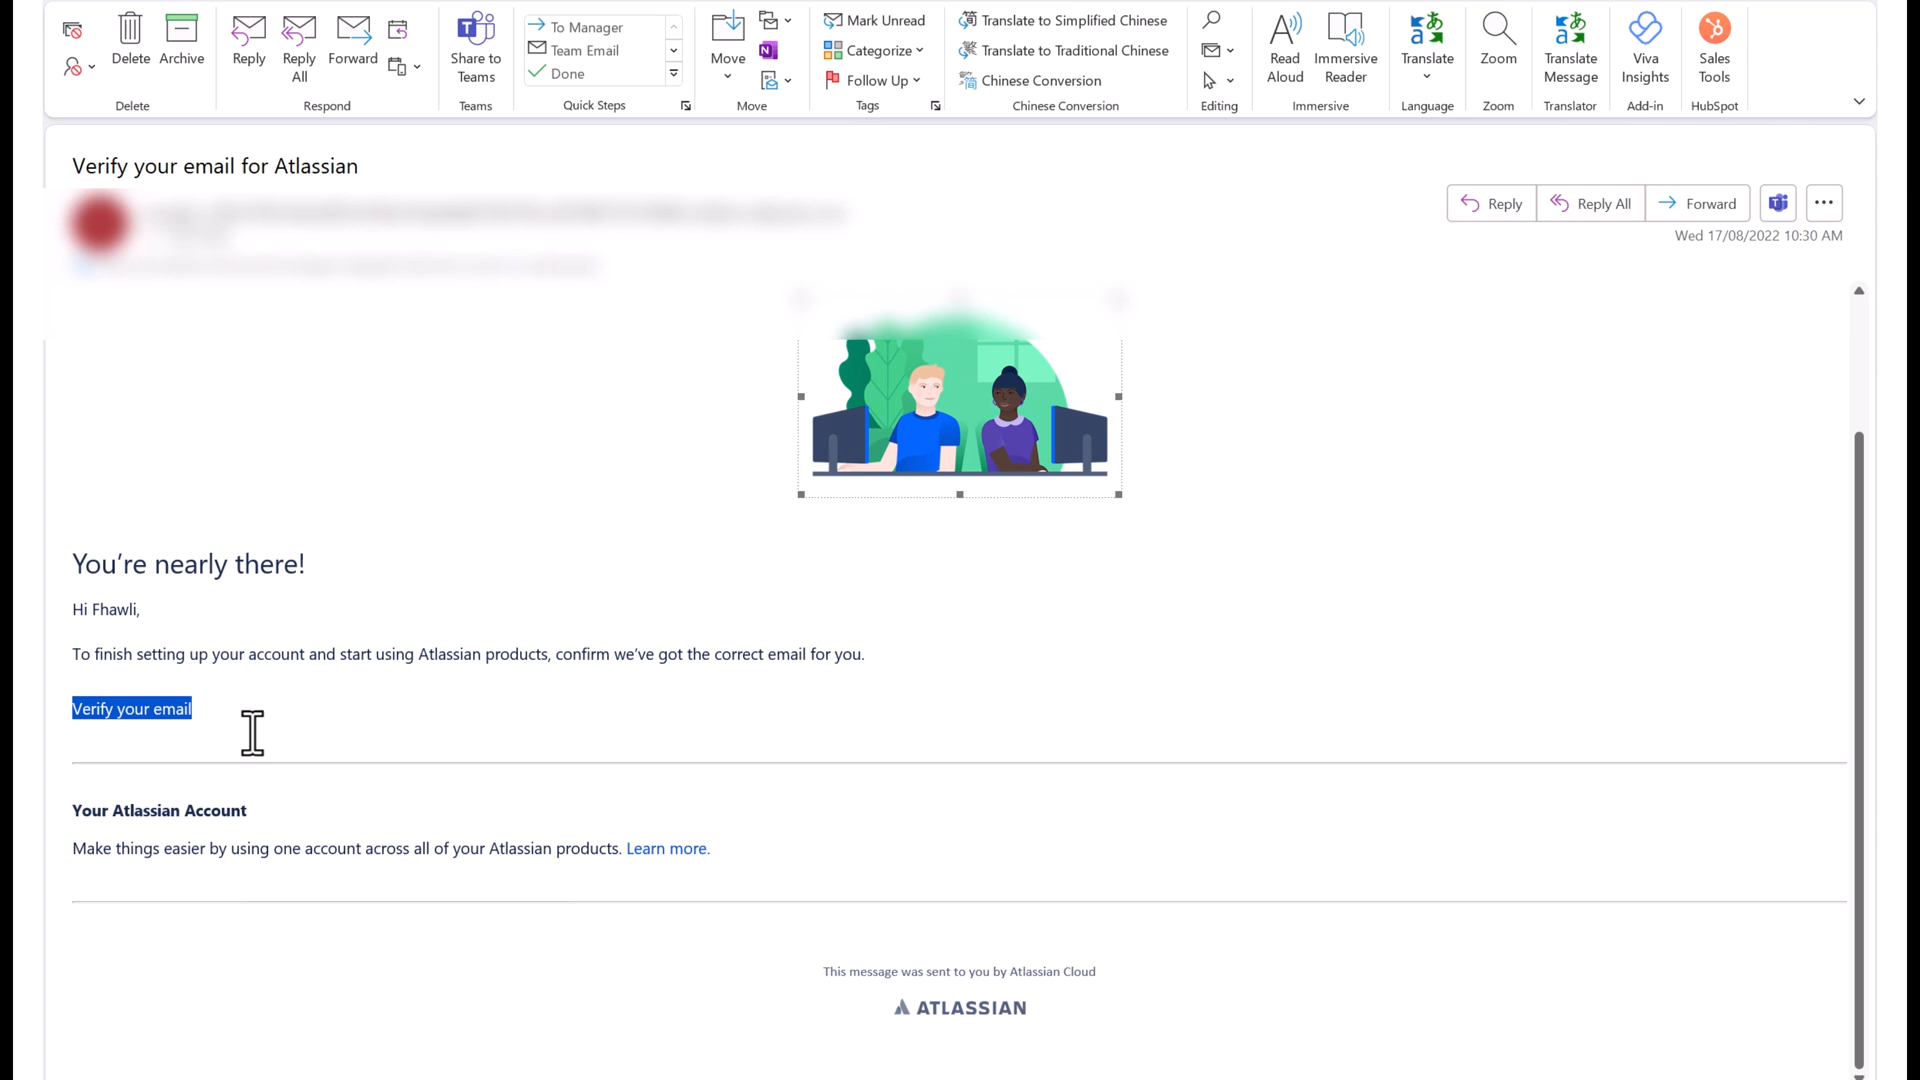 Delete
Archive
Delete
Reply
Reply All
Forward
Respond
Share to Teams
Teams
To Manager
Team Email
Done
Quick Steps
Move
Move
Mark Unread
Categorize
Follow Up
Tags
Translate to Simplified Chinese
Translate to Traditional Chinese
Chinese Conversion
Chinese Conversion
Editing
Read Aloud
Immersive Reader
Immersive
Translate
Language
Zoom
Zoom
Translate Message
Translator
Viva Insights
Add-in
Sales Tools
HubSpot
Verify your email for Atlassian
Reply
Reply All
Forward
Wed 17/08/2022 10:30 AM
You’re nearly there!
Hi Fhawli,
To finish setting up your account and start using Atlassian products, confirm we’ve got the correct email for you.
Verify your email
Your Atlassian Account
Make things easier by using one account across all of your Atlassian products. Learn more.
This message was sent to you by Atlassian Cloud
ATLASSIAN